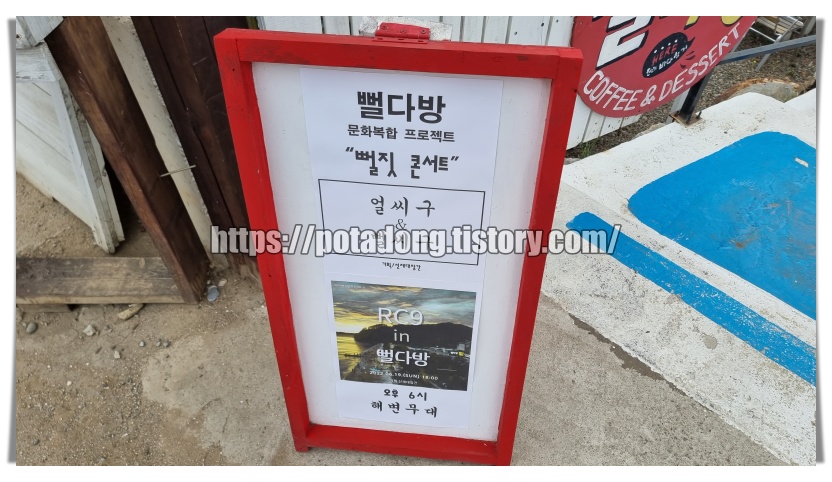 뻘다방
문화복합 프로젝트
"뻘짓 콘서트"
얼씨구
&
https://potadong.tistory.com/
RC9
in
뻘다방
(SUN)
오후 6시
해변무대
HERE
COFFEE & DESSERT